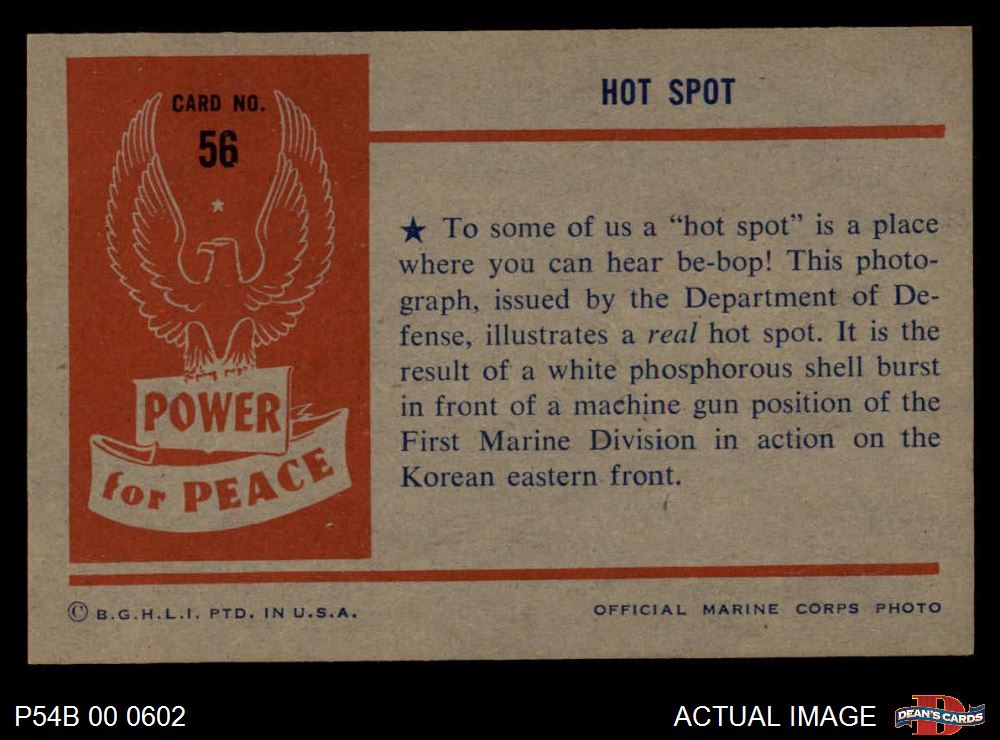 CARD NO.
56
POWER
for PEACE
HOT SPOT
★ To some of us a “hot spot” is a place
where you can hear be-bop! This photo-
graph, issued by the Department of De-
fense, illustrates a real hot spot. It is the
result of a white phosphorous shell burst
in front of a machine gun position of the
First Marine Division in action on the
Korean eastern front.
© B.G.H.L.I. PTD. IN U.S.A.
OFFICIAL MARINE CORPS PHOTO
P54B 00 0602
ACTUAL IMAGE
D
DEAN'S CARDS